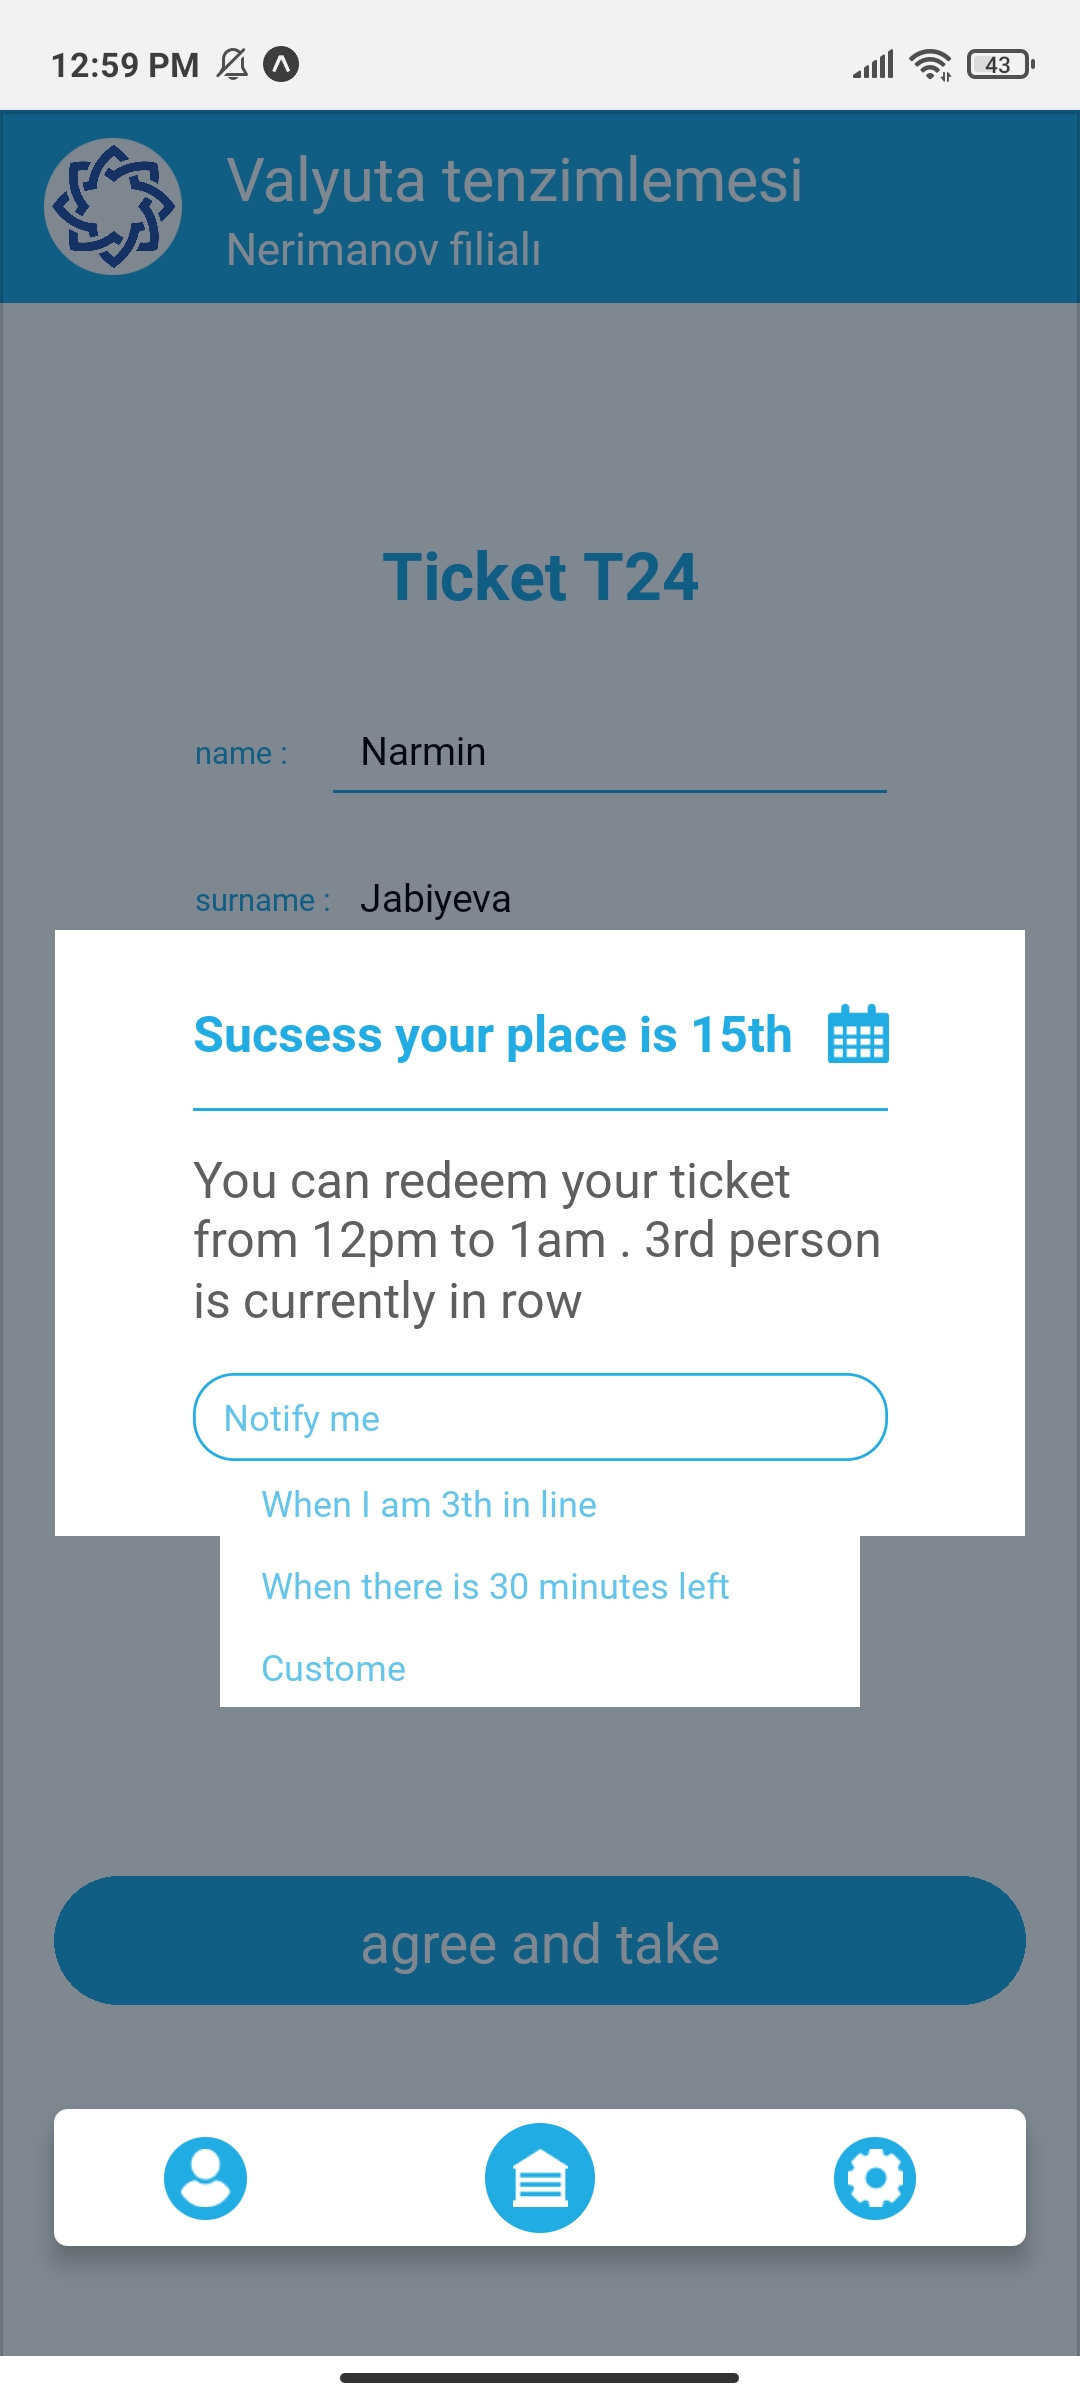 12:59 PM
43
Valyuta tenzimlemesi
Nerimanov filialı
Ticket T24
name :
Narmin
surname :
Jabiyeva
Sucsess your place is 15th
You can redeem your ticket
from 12pm to 1am . 3rd person
is currently in row
Notify me
When I am 3th in line
When there is 30 minutes left
Custome
agree and take